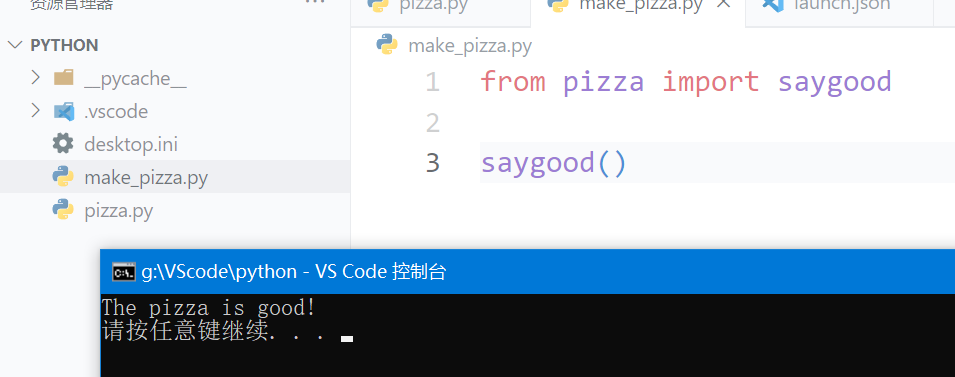 资源管理器 ...
pizza.py make_pizza.py launch.json
PYTHON
__pycache__
.vscode
desktop.ini
make_pizza.py
pizza.py
make_pizza.py
1 from pizza import saygood
2
3 saygood()
g:\VScode\python - VS Code 控制台
The pizza is good!
请按任意键继续. . .